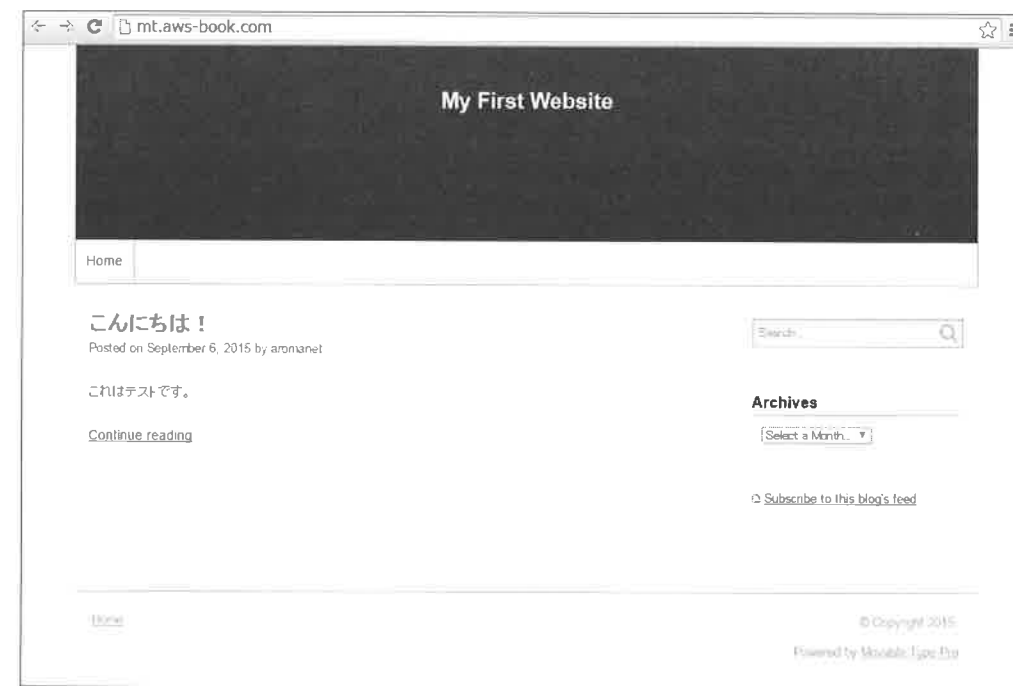 mt.aws-book.com
My First Website
Home
こんにちは！
Posted on September 6, 2015 by aromanet
これはテストです。
Continue reading
Search...
Archives
Select a Month...
Subscribe to this blog's feed
Home
© Copyright 2015.
Powered by Movable Type Pro